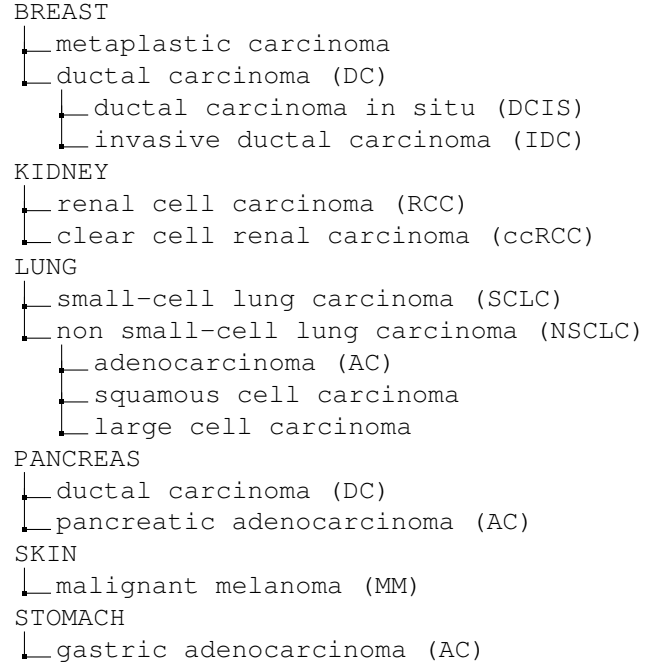 BREAST
metaplastic carcinoma
ductal carcinoma (DC)
ductal carcinoma in situ (DCIS)
invasive ductal carcinoma (IDC)
KIDNEY
renal cell carcinoma (RCC)
clear cell renal carcinoma (ccRCC)
LUNG
small-cell lung carcinoma (SCLC)
non small-cell lung carcinoma (NSCLC)
adenocarcinoma (AC)
squamous cell carcinoma
large cell carcinoma
PANCREAS
ductal carcinoma (DC)
pancreatic adenocarcinoma (AC)
SKIN
malignant melanoma (MM)
STOMACH
gastric adenocarcinoma (AC)